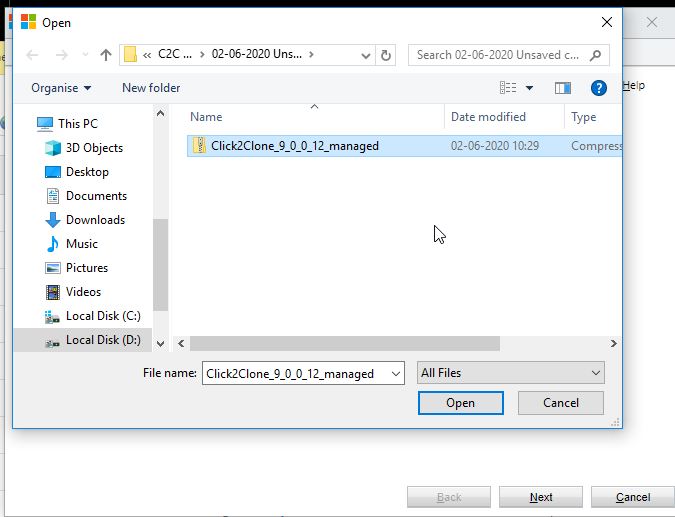 Open
« C2C ... > 02-06-2020 Uns... >
Search 02-06-2020 Unsaved c...
Organise
New folder
Help
This PC
3D Objects
Desktop
Documents
Downloads
Music
Pictures
Videos
Local Disk (C:)
Local Disk (D:)
Name
Date modified
Type
Click2Clone_9_0_0_12_managed
02-06-2020 10:29
Compress
File name:
Click2Clone_9_0_0_12_managed
All Files
Open
Cancel
Back
Next
Cancel